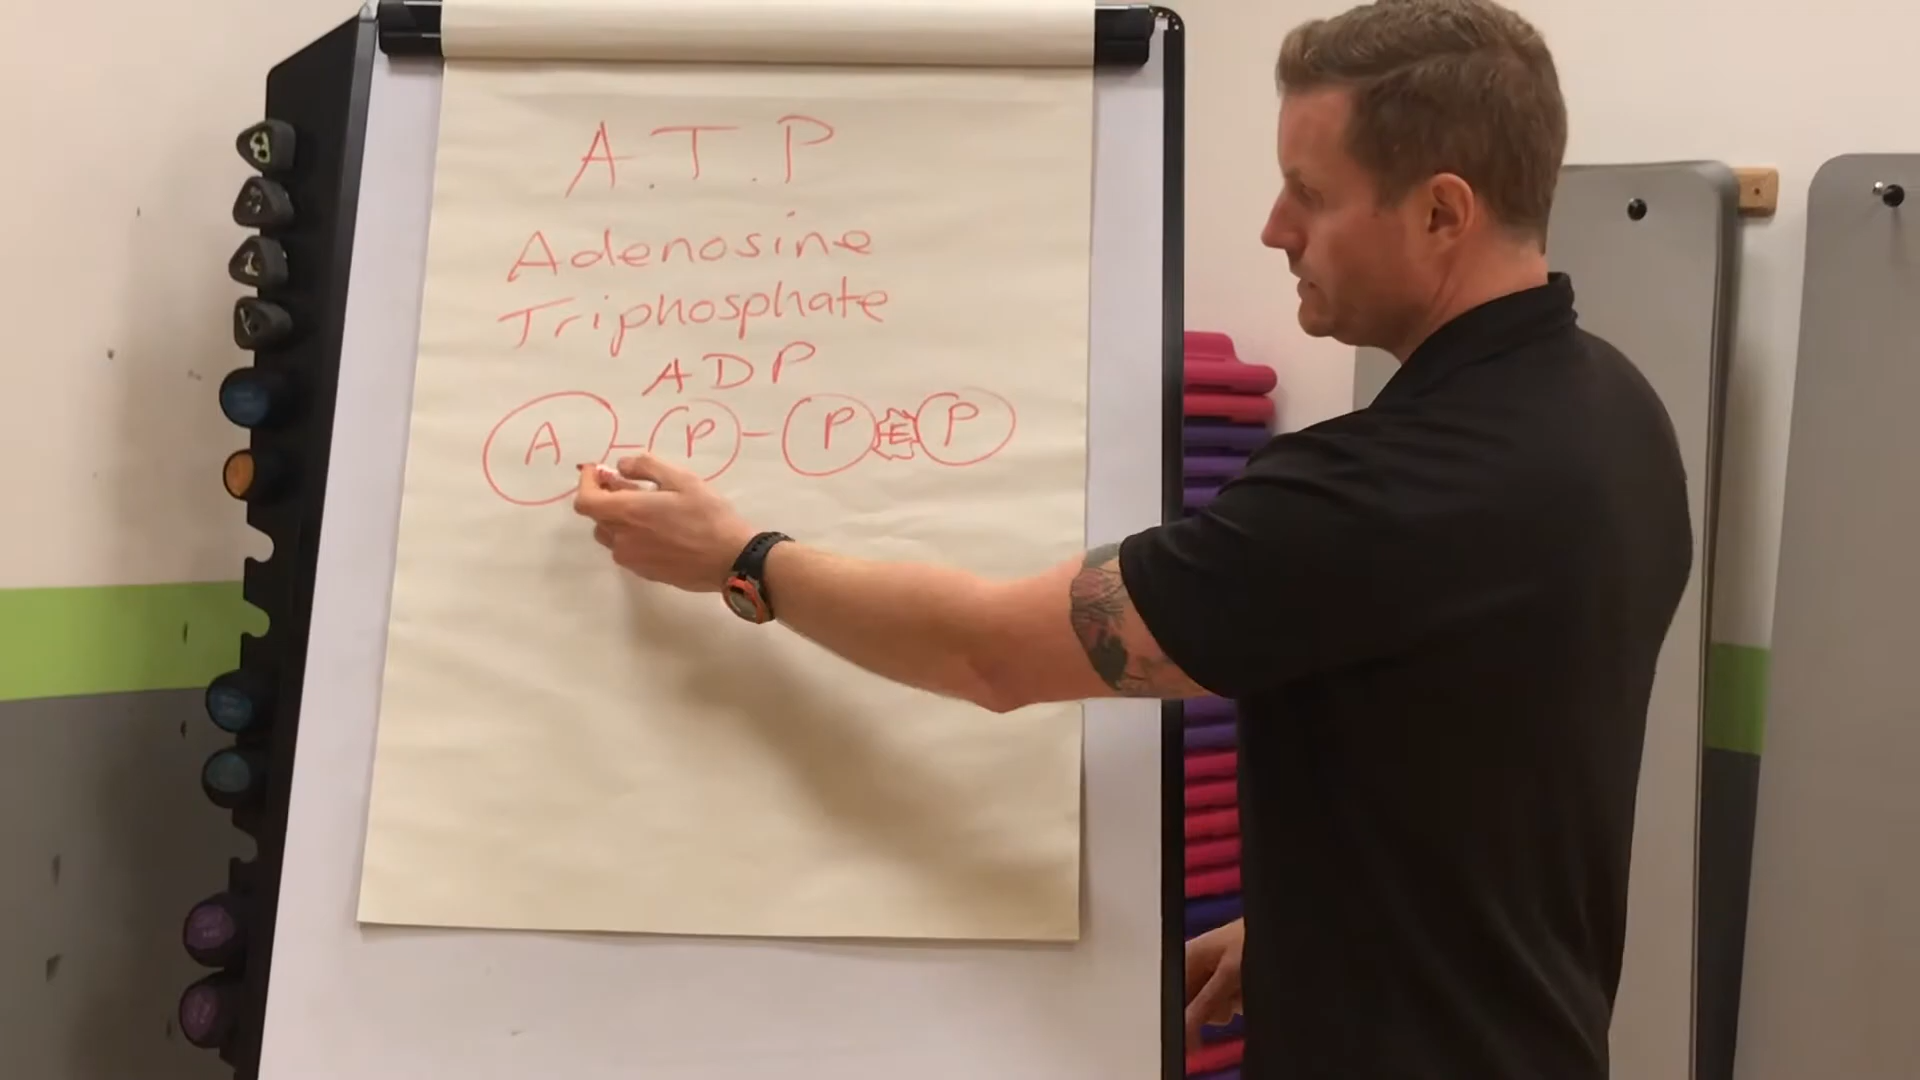 A.T.P
Adenosine
Triphosphate
ADP
A-P-P E P